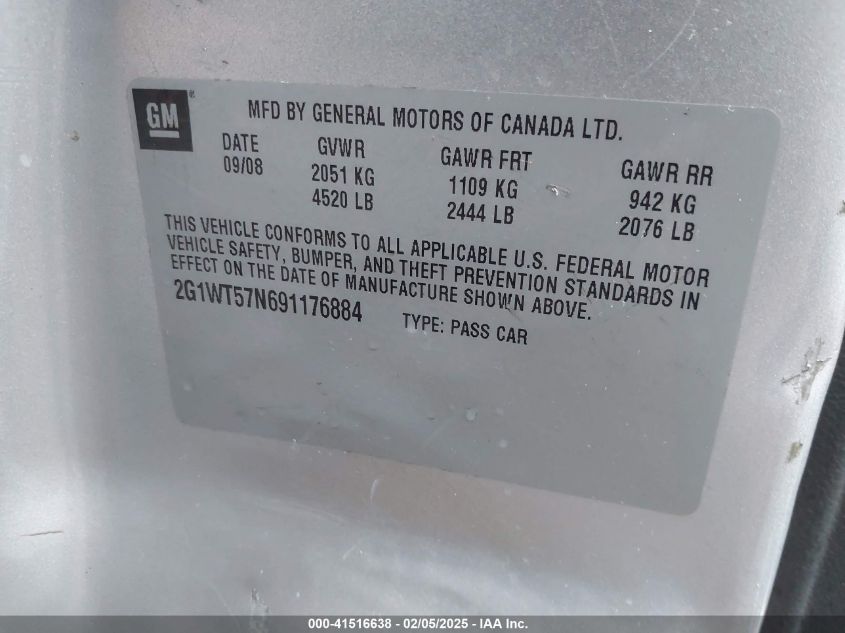 GM®
MFD BY GENERAL MOTORS OF CANADA LTD.
DATE GVWR GAWR FRT GAWR RR
09/08 2051 KG 1109 KG 942 KG
4520 LB 2444 LB 2076 LB
THIS VEHICLE CONFORMS TO ALL APPLICABLE U.S. FEDERAL MOTOR
VEHICLE SAFETY, BUMPER, AND THEFT PREVENTION STANDARDS IN
EFFECT ON THE DATE OF MANUFACTURE SHOWN ABOVE.
2G1WT57N691176884 TYPE: PASS CAR
000-41516638 - 02/05/2025 - IAA Inc.